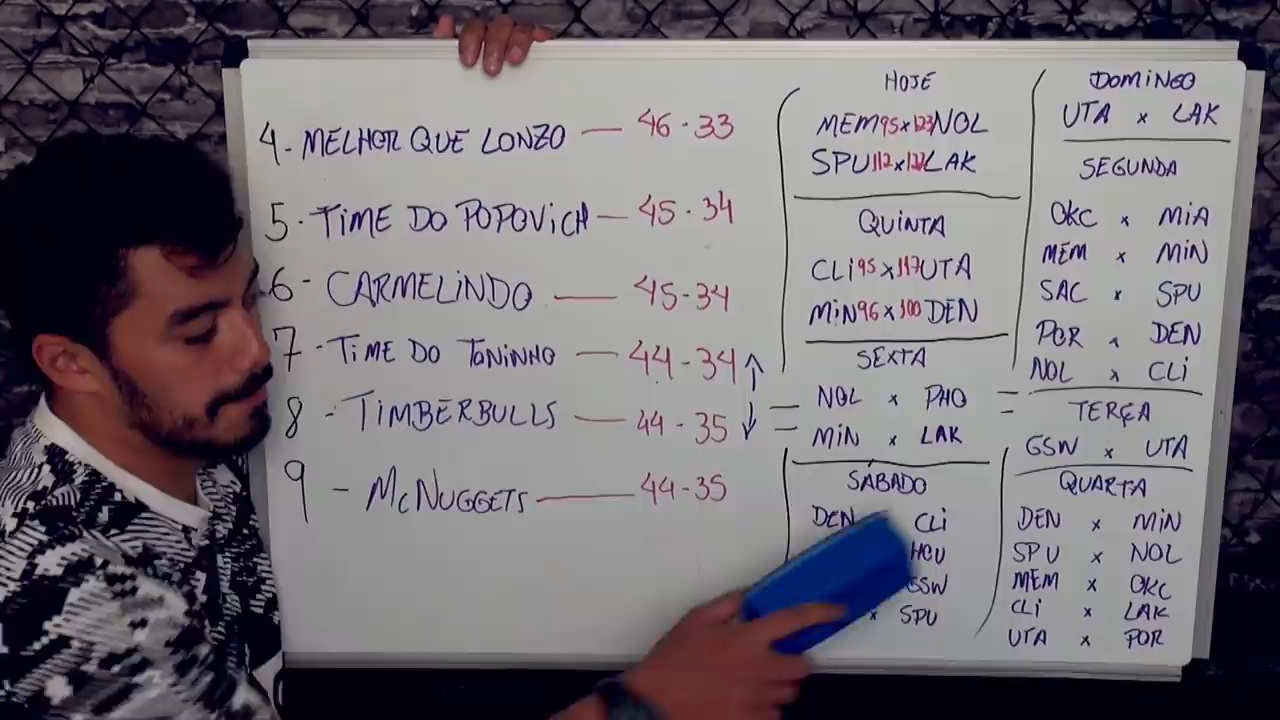 4- MELHOR QUE LONZO — 46-33
5- TIME DO POPOVICH — 45-34
6- CARMELINDO — 45-34
7- TIME DO TONINHO — 44-34
8- TIMBERBULLS — 44-35
9- McNUGGETS — 44-35
HOJE
MEM 95 x 123 NOL
SPU 112 x 122 LAK
QUINTA
CLI 95 x 117 UTA
MIN 96 x 100 DEN
SEXTA
NOL x PHO
MIN x LAK
SÁBADO
DEN CLI
HOU
GSW
x SPU
DOMINGO
UTA x LAK
SEGUNDA
OKC x MIA
MEM x MIN
SAC x SPU
POR x DEN
NOL x CLI
TERÇA
GSW x UTA
QUARTA
DEN x MIN
SPU x NOL
MEM x OKC
CLI x LAK
UTA x POR